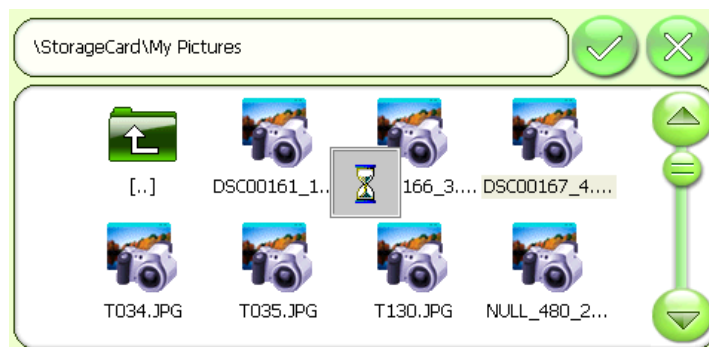 \StorageCard\My Pictures
[..]
DSC00161_1..
166_3....
DSC00167_4....
T034.JPG
T035.JPG
T130.JPG
NULL_480_2...